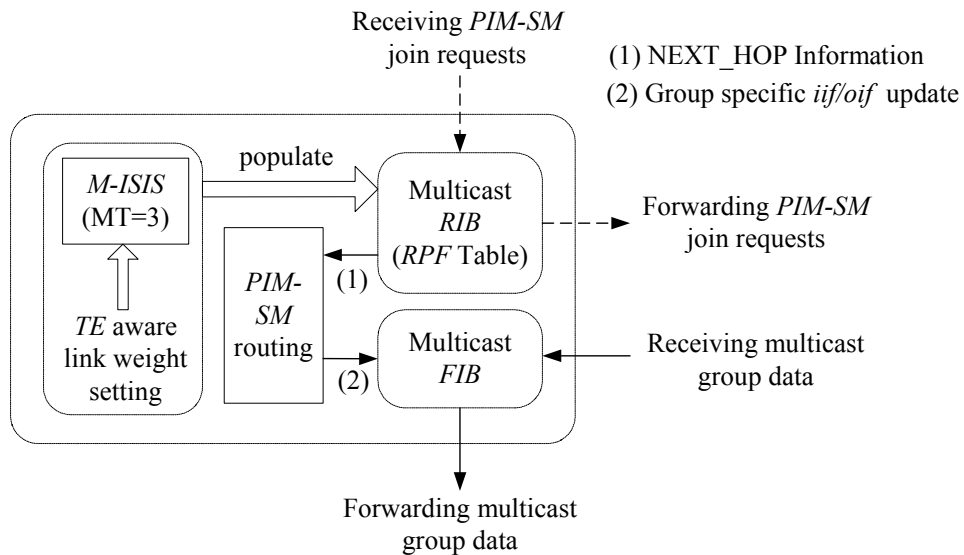 Receiving PIM-SM
join requests
(1) NEXT_HOP Information
(2) Group specific iif/oif update
populate
M-ISIS
(MT=3)
Multicast
RIB
(RPF Table)
Forwarding PIM-SM
join requests
(1)
PIM-
SM
routing
TE aware
link weight
setting
(2)
Multicast
FIB
Receiving multicast
group data
Forwarding multicast
group data